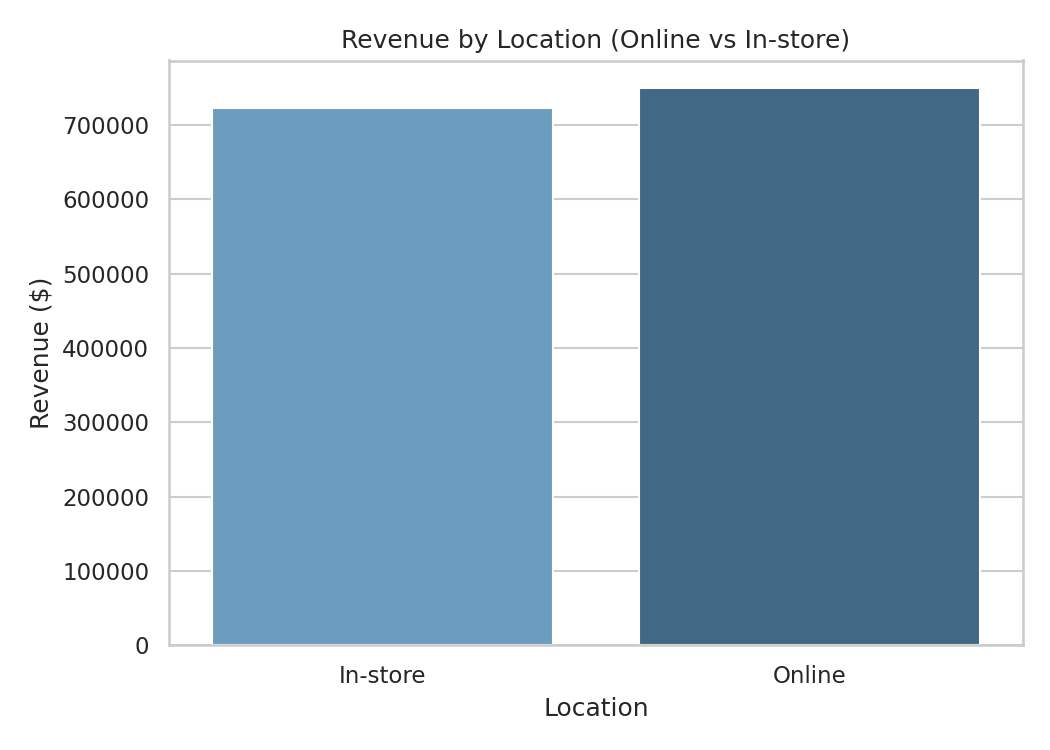 Revenue by Location (Online vs In-store)
700000
600000
500000
400000
300000
200000
100000
0
Revenue ($)
In-store
Online
Location